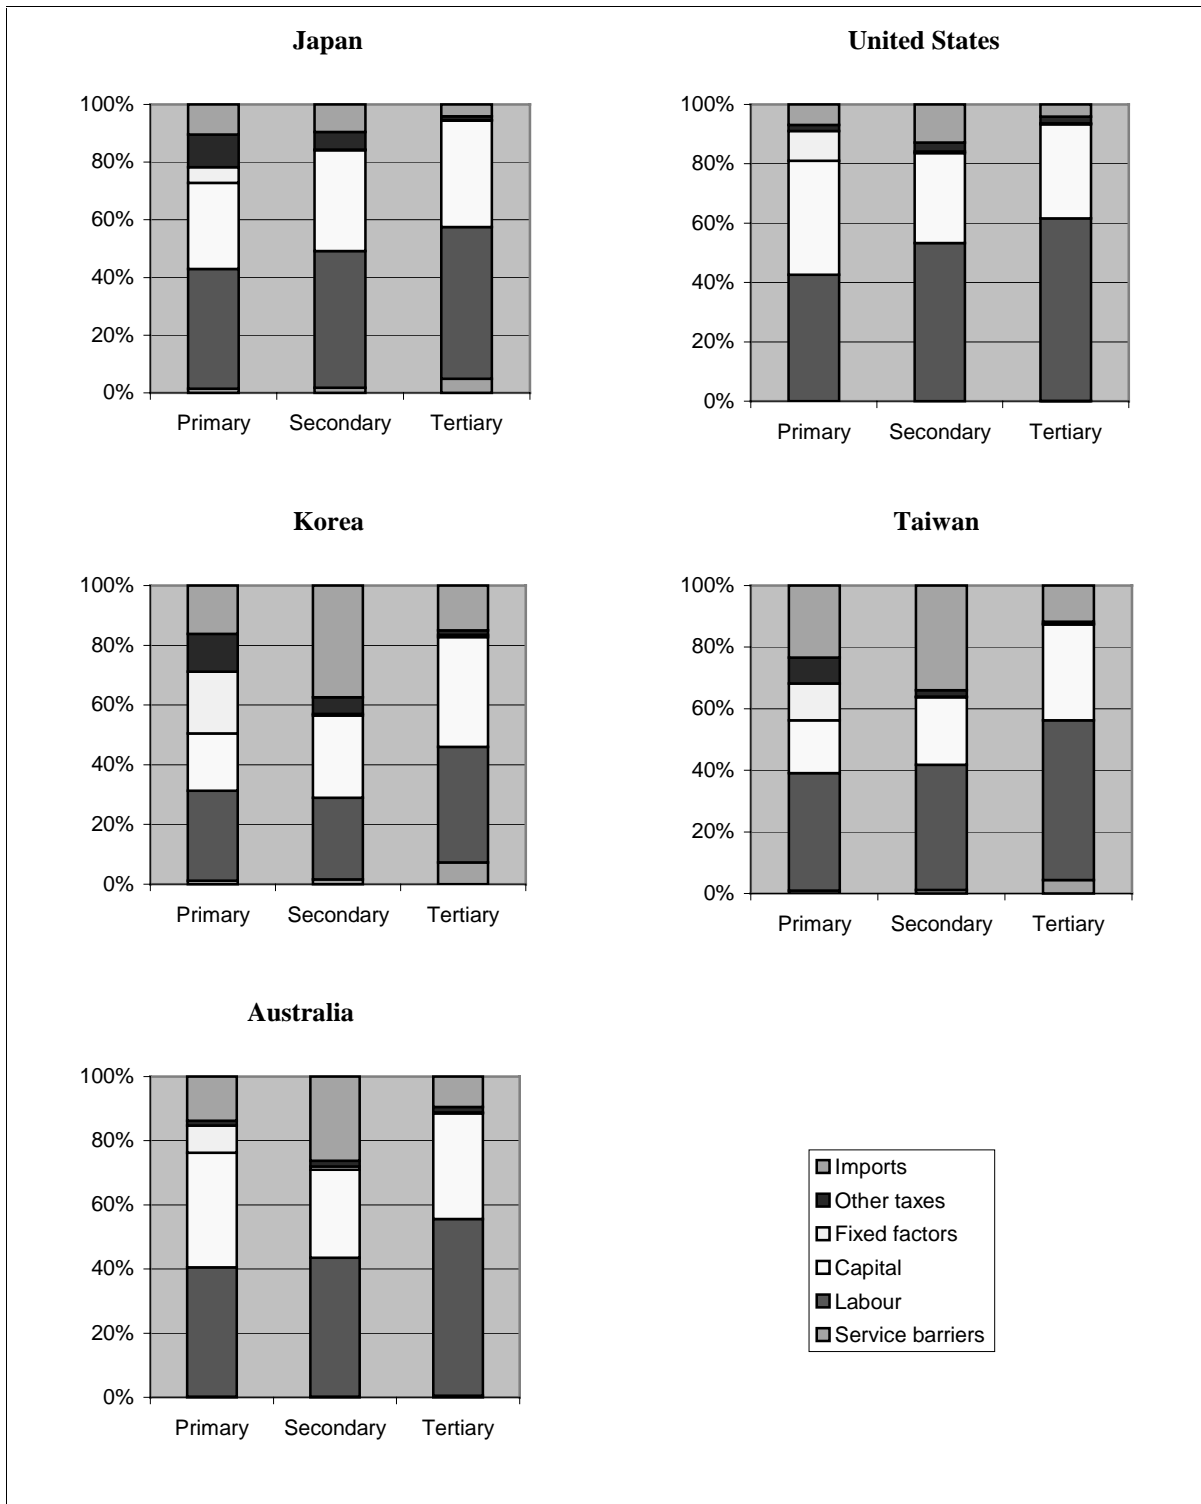 Japan
100%
80%
60%
40%
20%
0%
Primary Secondary Tertiary
United States
100%
80%
60%
40%
20%
0%
Primary Secondary Tertiary
Korea
100%
80%
60%
40%
20%
0%
Primary Secondary Tertiary
Taiwan
100%
80%
60%
40%
20%
0%
Primary Secondary Tertiary
Australia
100%
80%
60%
40%
20%
0%
Primary Secondary Tertiary
Imports
Other taxes
Fixed factors
Capital
Labour
Service barriers